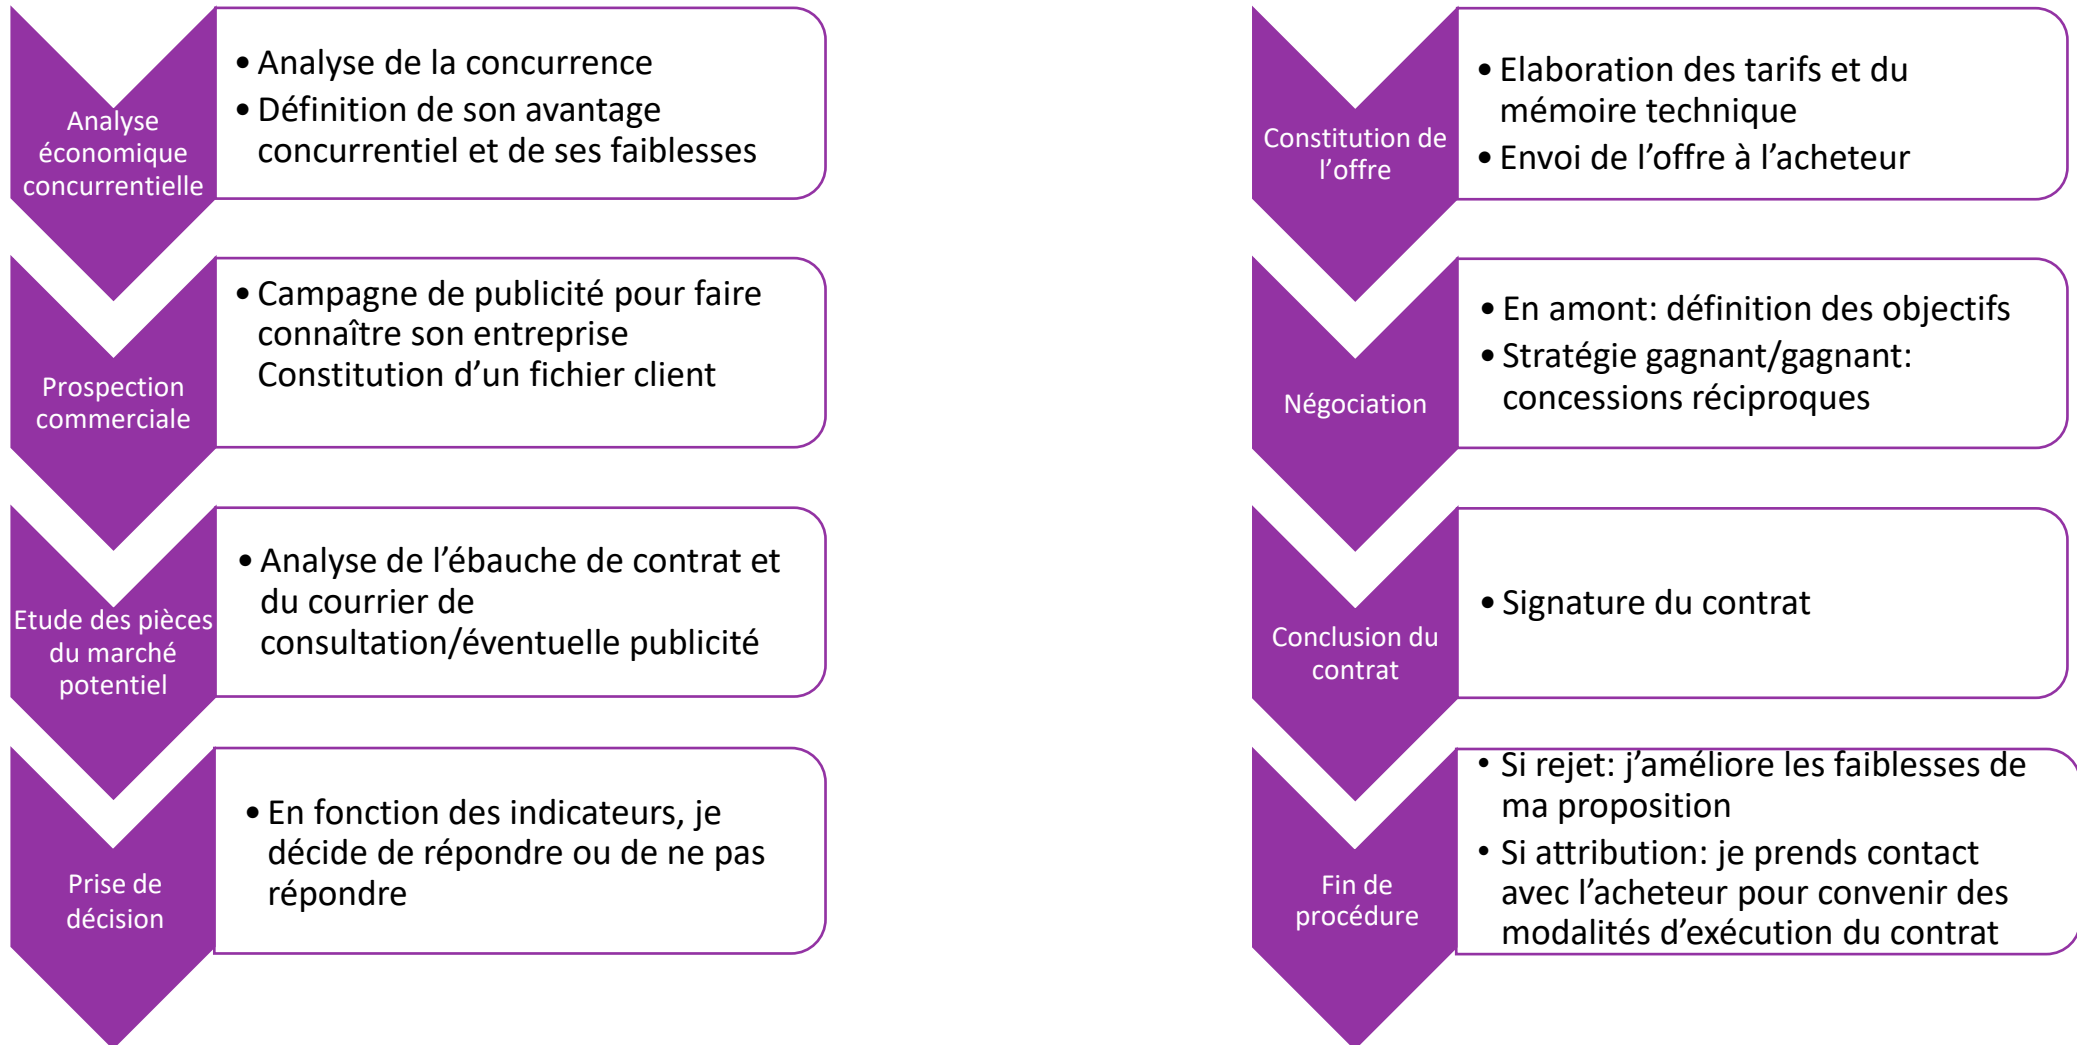 Analyse
économique
concurrentielle
• Analyse de la concurrence
• Définition de son avantage
concurrentiel et de ses faiblesses
Prospection
commerciale
• Campagne de publicité pour faire
connaître son entreprise
Constitution d’un fichier client
Etude des pièces
du marché
potentiel
• Analyse de l’ébauche de contrat et
du courrier de
consultation/éventuelle publicité
Prise de
décision
• En fonction des indicateurs, je
décide de répondre ou de ne pas
répondre
Constitution de
l’offre
• Elaboration des tarifs et du
mémoire technique
• Envoi de l’offre à l’acheteur
Négociation
• En amont: définition des objectifs
• Stratégie gagnant/gagnant:
concessions réciproques
Conclusion du
contrat
• Signature du contrat
Fin de
procédure
• Si rejet: j’améliore les faiblesses de
ma proposition
• Si attribution: je prends contact
avec l’acheteur pour convenir des
modalités d’exécution du contrat